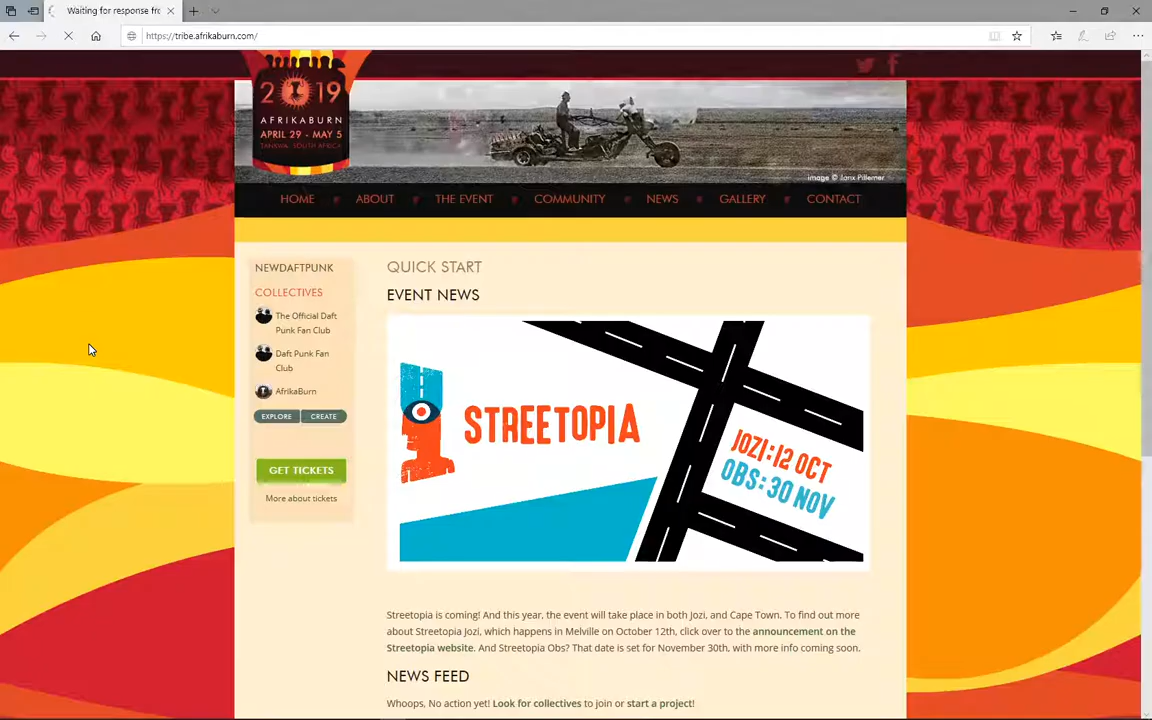 Waiting for response fro
https://tribe.afrikaburn.com/
2019
AFRIKABURN
APRIL 29 - MAY 5
TANKWA · SOUTH AFRICA
image © Janx Pillemer
HOME ABOUT THE EVENT COMMUNITY NEWS GALLERY CONTACT
NEWDAFTPUNK
COLLECTIVES
The Official Daft
Punk Fan Club
Daft Punk Fan
Club
AfrikaBurn
EXPLORE CREATE
GET TICKETS
More about tickets
QUICK START
EVENT NEWS
STREETOPIA
JOZI:12 OCT
OBS:30 NOV
Streetopia is coming! And this year, the event will take place in both Jozi, and Cape Town. To find out more
about Streetopia Jozi, which happens in Melville on October 12th, click over to the announcement on the
Streetopia website. And Streetopia Obs? That date is set for November 30th, with more info coming soon.
NEWS FEED
Whoops, No action yet! Look for collectives to join or start a project!